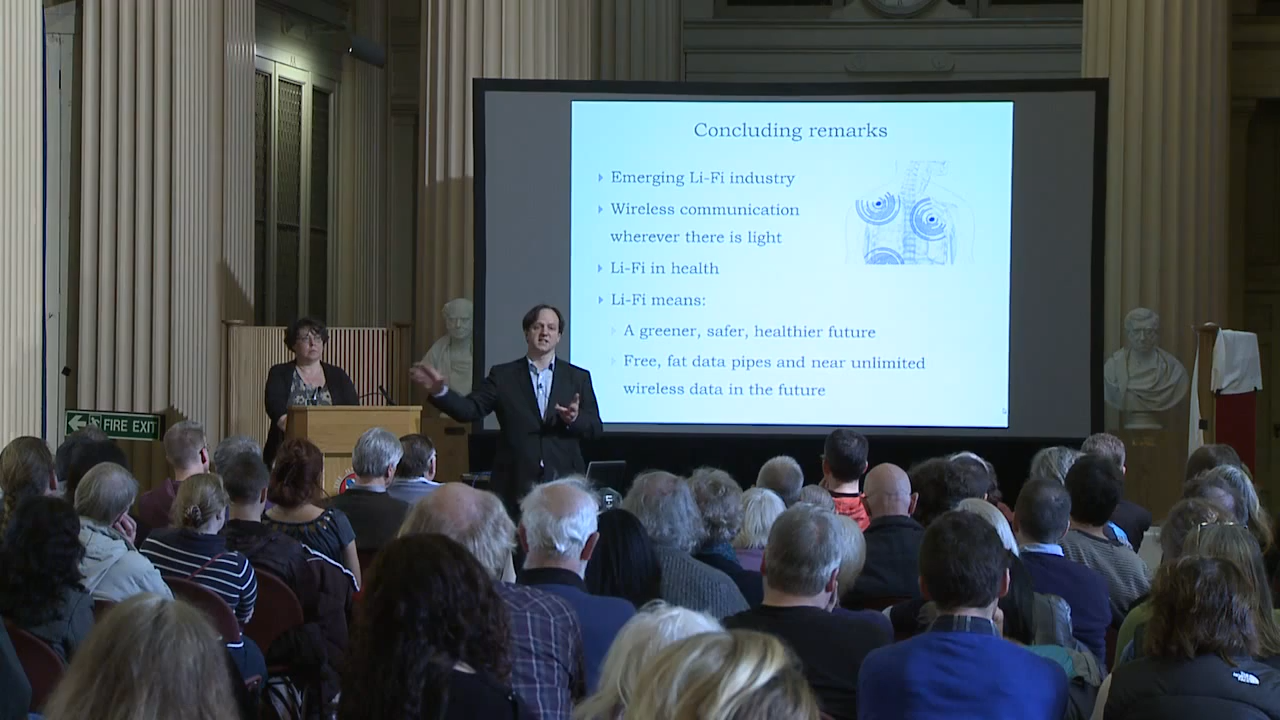 Concluding remarks
Emerging Li-Fi industry
Wireless communication
wherever there is light
Li-Fi in health
Li-Fi means:
A greener, safer, healthier future
Free, fat data pipes and near unlimited
wireless data in the future
FIRE EXIT